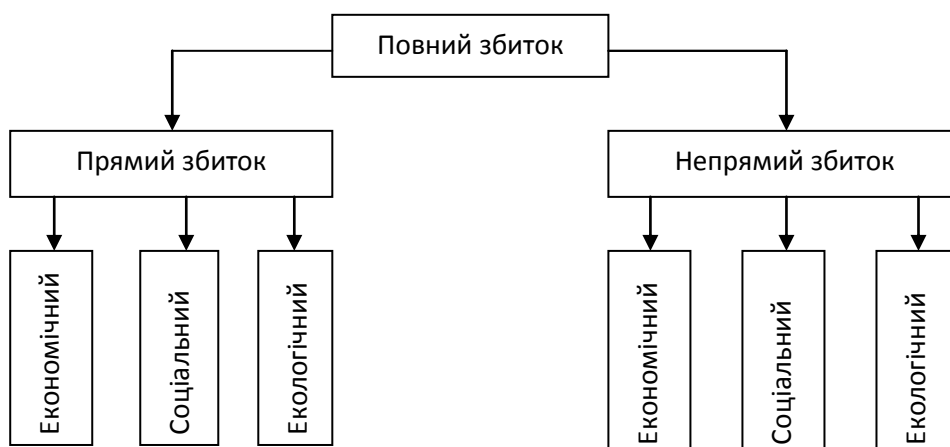 Повний збиток
Прямий збиток
Непрямий збиток
Економічний
Соціальний
Екологічний
Економічний
Соціальний
Екологічний